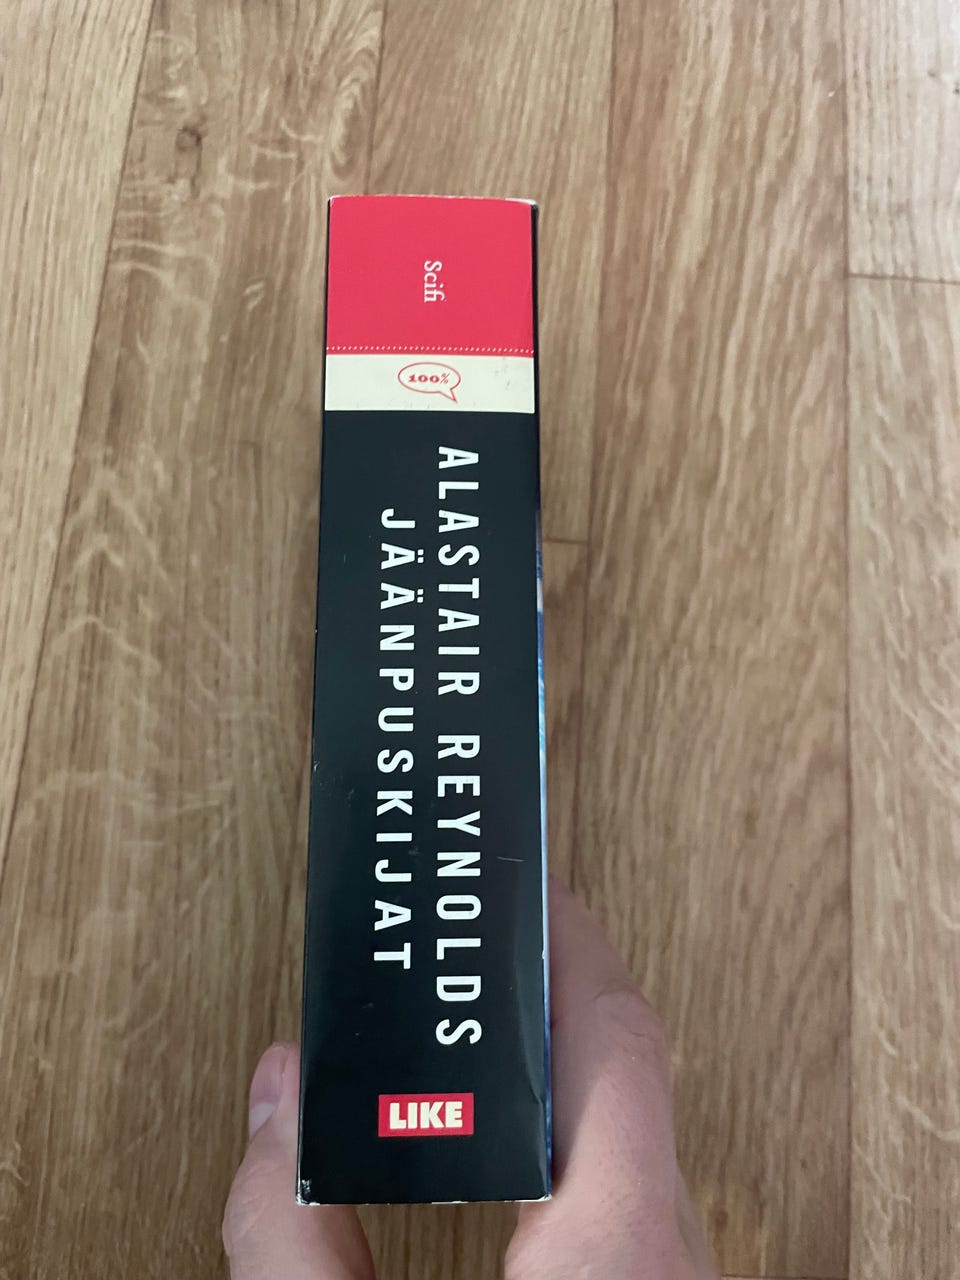 Scifi
100%
ALASTAIR REYNOLDS
JÄÄNPUSKIJAT
LIKE